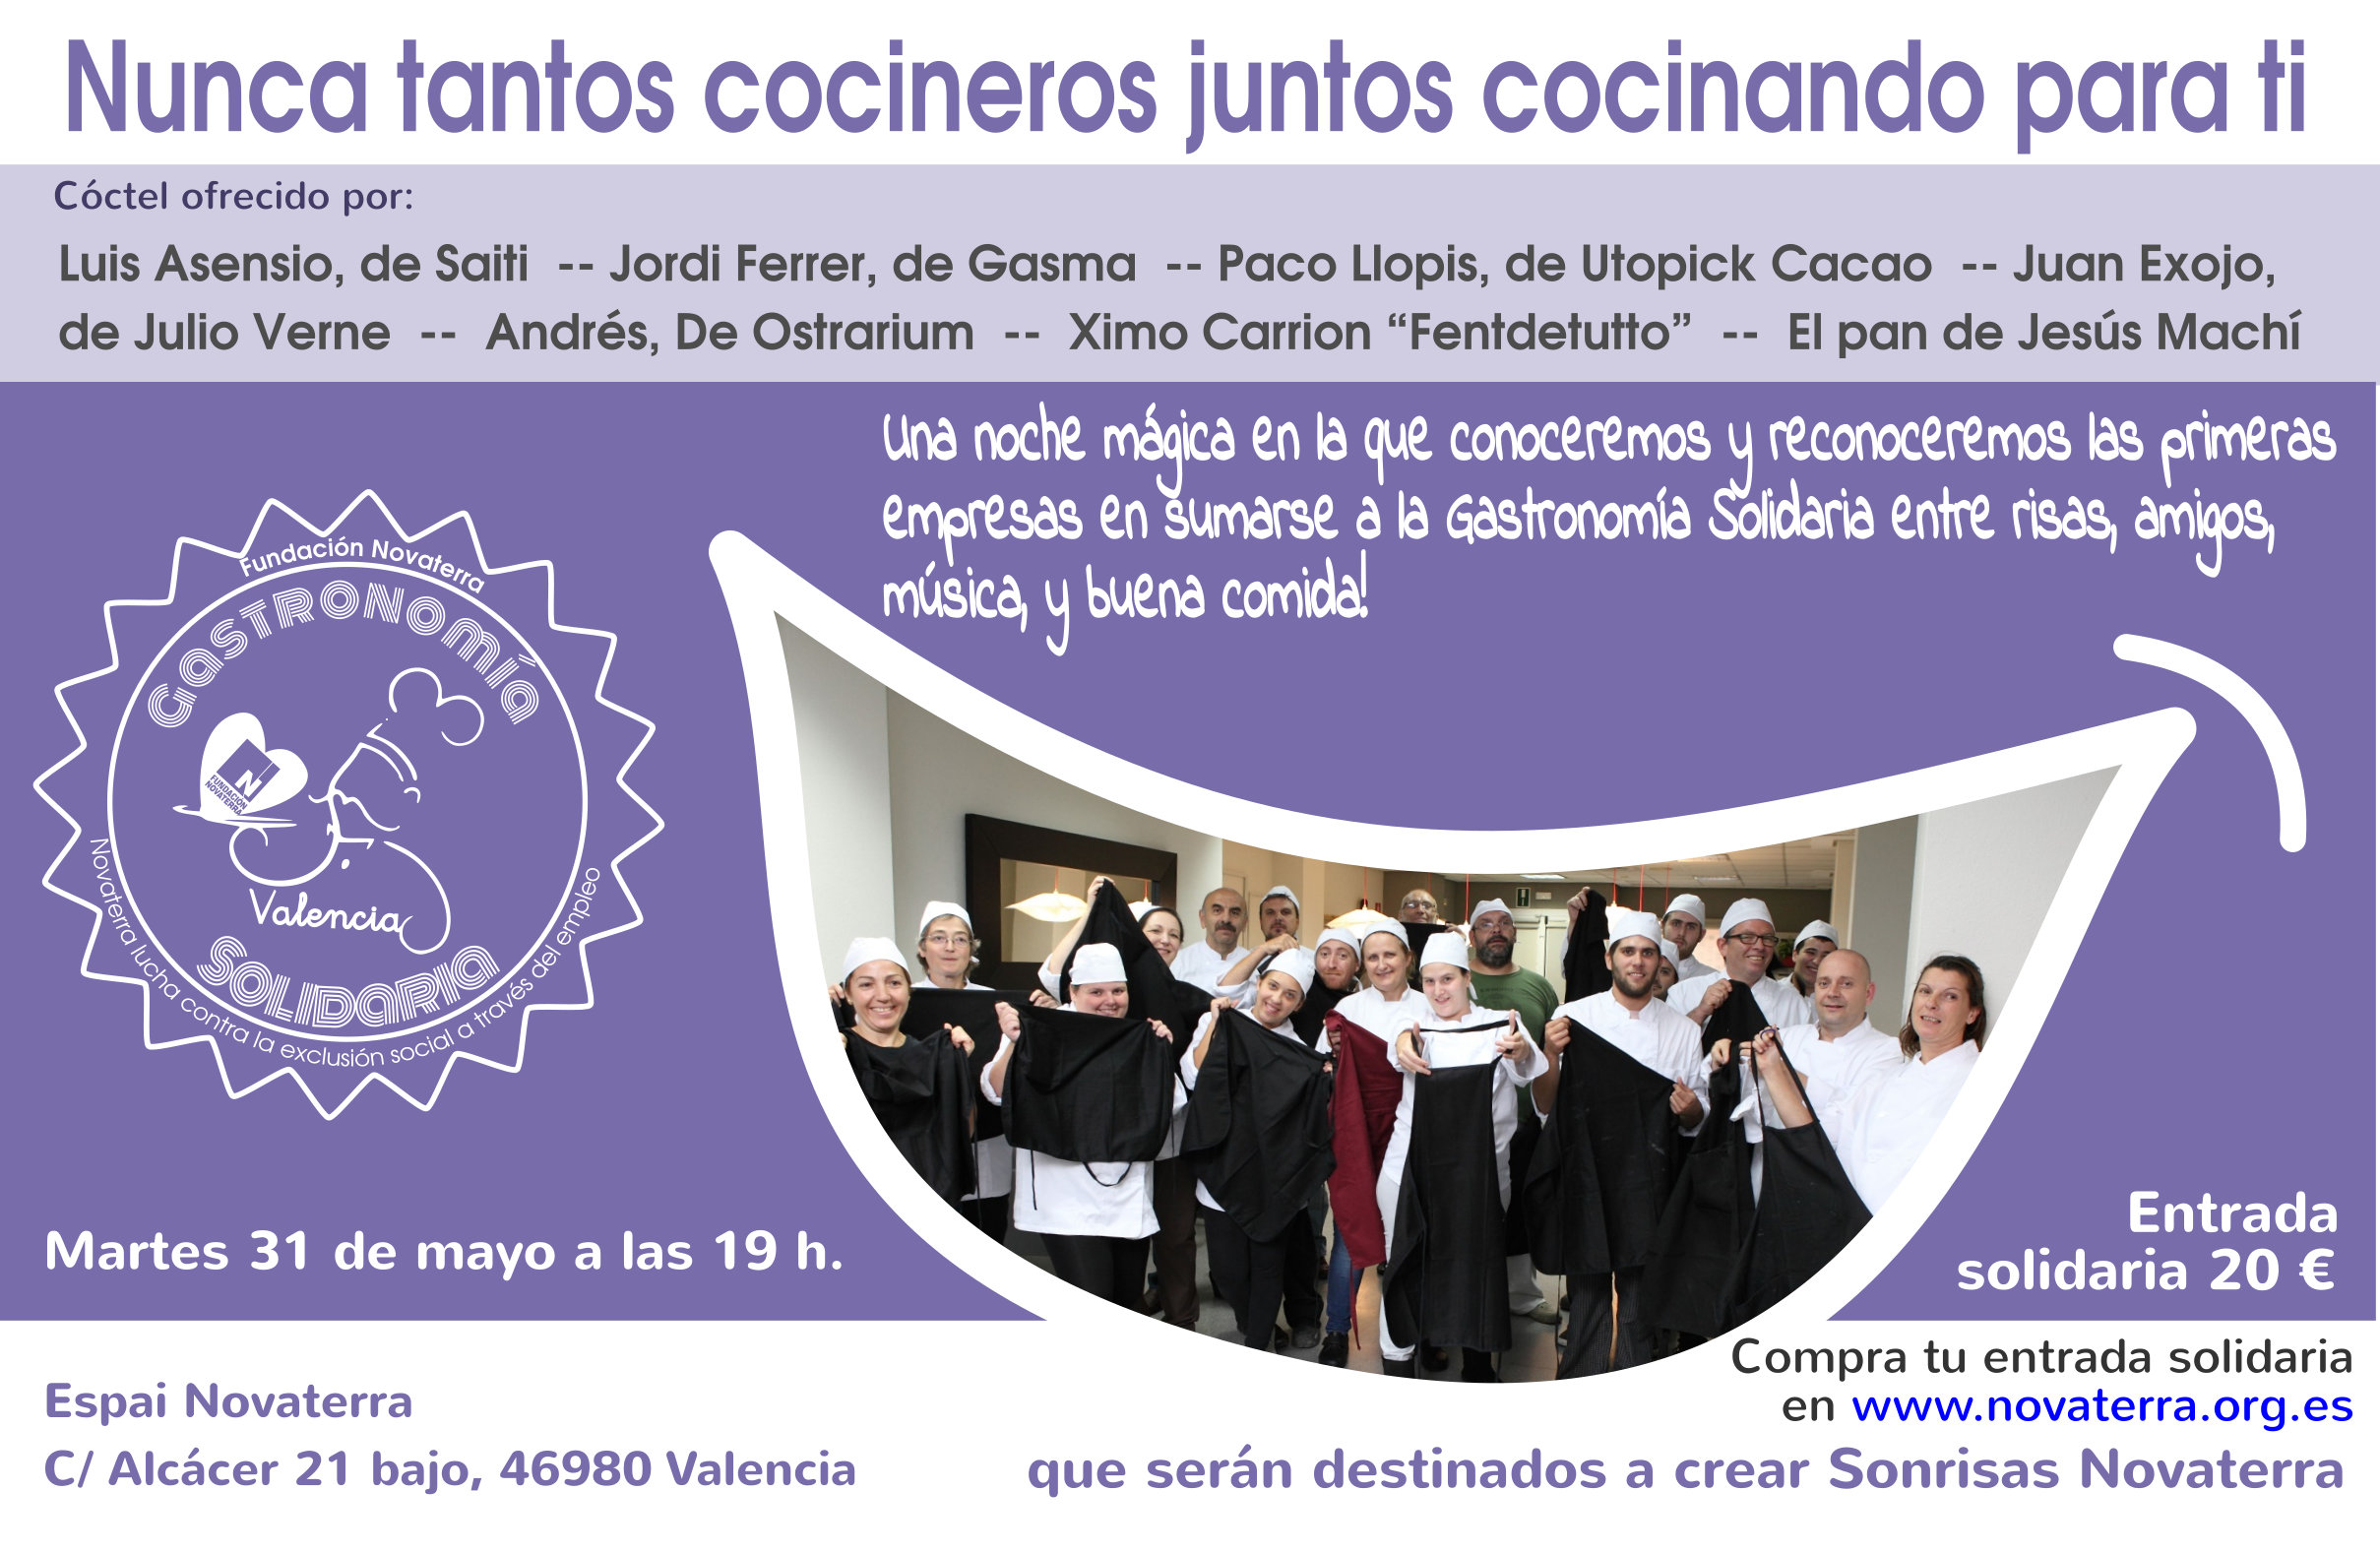 Nunca tantos cocineros juntos cocinando para ti
Cóctel ofrecido por:
Luis Asensio, de Saiti -- Jordi Ferrer, de Gasma -- Paco Llopis, de Utopick Cacao -- Juan Exojo,
de Julio Verne -- Andrés, De Ostrarium -- Ximo Carrion “Fentdetutto” -- El pan de Jesús Machí
Una noche mágica en la que conoceremos y reconoceremos las primeras
empresas en sumarse a la Gastronomía Solidaria entre risas, amigos,
música, y buena comida!
Fundación Novaterra
GASTRONOMÍA
N
FUNDACIÓN
NOVATERRA
Valencia
SOLIDARIA
Novaterra lucha contra la exclusión social a través del empleo
Martes 31 de mayo a las 19 h.
Entrada
solidaria 20 €
Compra tu entrada solidaria
en www.novaterra.org.es
Espai Novaterra
C/ Alcácer 21 bajo, 46980 Valencia
que serán destinados a crear Sonrisas Novaterra